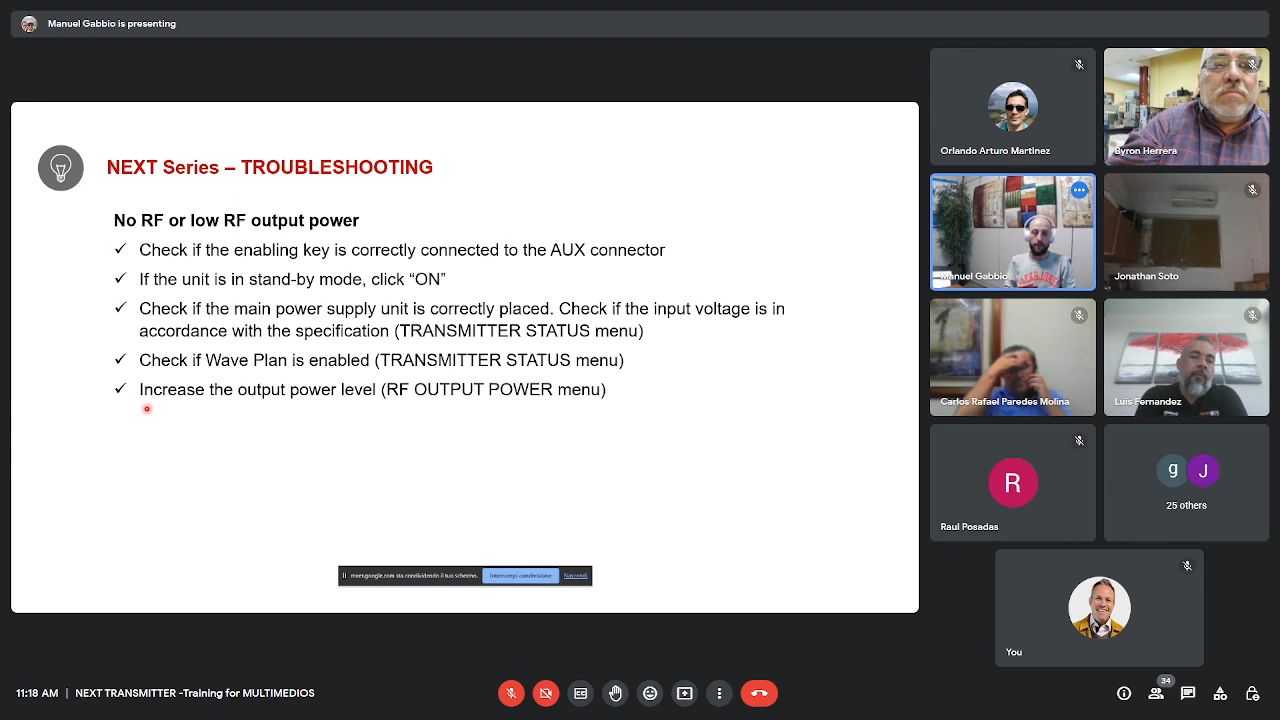 Manuel Gabbio is presenting
NEXT Series – TROUBLESHOOTING
No RF or low RF output power
✓ Check if the enabling key is correctly connected to the AUX connector
✓ If the unit is in stand-by mode, click “ON”
✓ Check if the main power supply unit is correctly placed. Check if the input voltage is in
accordance with the specification (TRANSMITTER STATUS menu)
✓ Check if Wave Plan is enabled (TRANSMITTER STATUS menu)
✓ Increase the output power level (RF OUTPUT POWER menu)
meet.google.com sta condividendo il tuo schermo.
Interrompi condivisione
Nascondi
Orlando Arturo Martinez
Byron Herrera
Manuel Gabbio
Jonathan Soto
Carlos Rafael Paredes Molina
Luis Fernandez
R
Raul Posadas
g
J
25 others
You
11:18 AM | NEXT TRANSMITTER -Training for MULTIMEDIOS
34